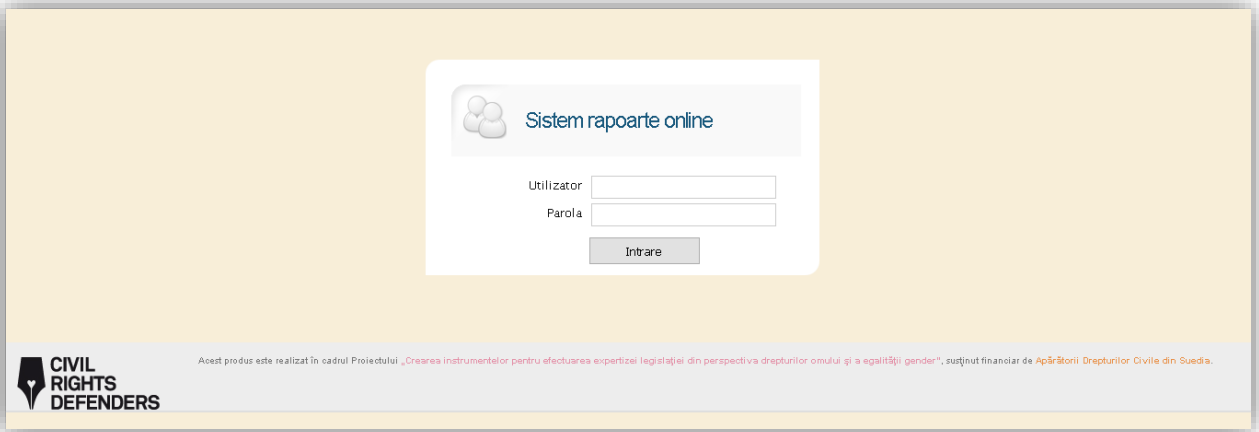 Sistem rapoarte online
Utilizator
Parola
Intrare
CIVIL
RIGHTS
DEFENDERS
Acest produs este realizat în cadrul Proiectului „Crearea instrumentelor pentru efectuarea expertizei legislaţiei din perspectiva drepturilor omului şi a egalităţii gender", susţinut financiar de Apărătorii Drepturilor Civile din Suedia.